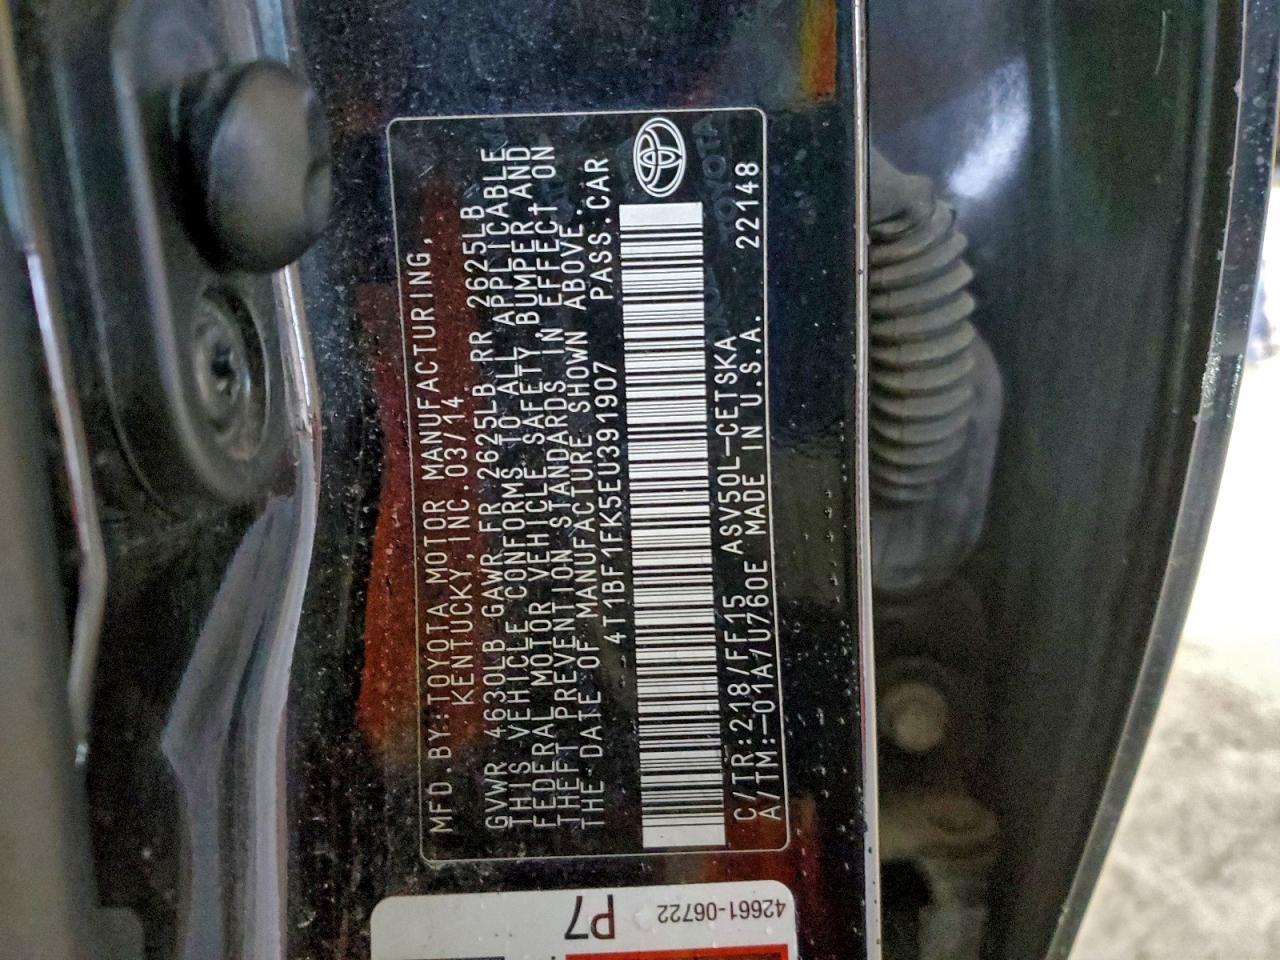 MFD.BY:TOYOTA MOTOR MANUFACTURING,
KENTUCKY,INC.03/14
GVWR 4630LB GAWR FR 2625LB RR 2625LB
THIS VEHICLE CONFORMS TO ALL APPLICABLE
FEDERAL MOTOR VEHICLE SAFETY,BUMPER AND
THEFT PREVENTION STANDARDS IN EFFECT ON
THE DATE OF MANUFACTURE SHOWN ABOVE.
4T1BF1FK5EU391907 PASS.CAR
C/TR:218/FF15 ASV50L-CETSKA
A/TM:-01A/U760E MADE IN U.S.A. 22148
TOYOTA
P7
42661-06722